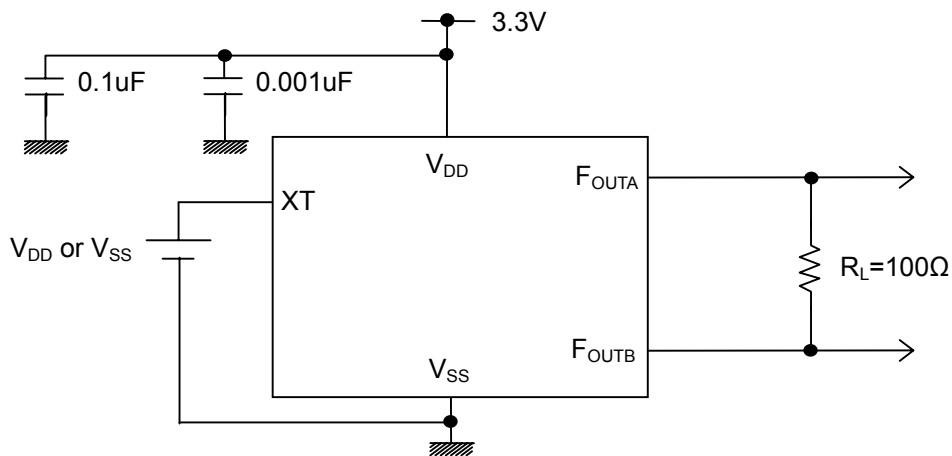 3.3V
0.1uF
0.001uF
VDD
FOUTA
XT
VDD or VSS
RL=100Ω
FOUTB
VSS